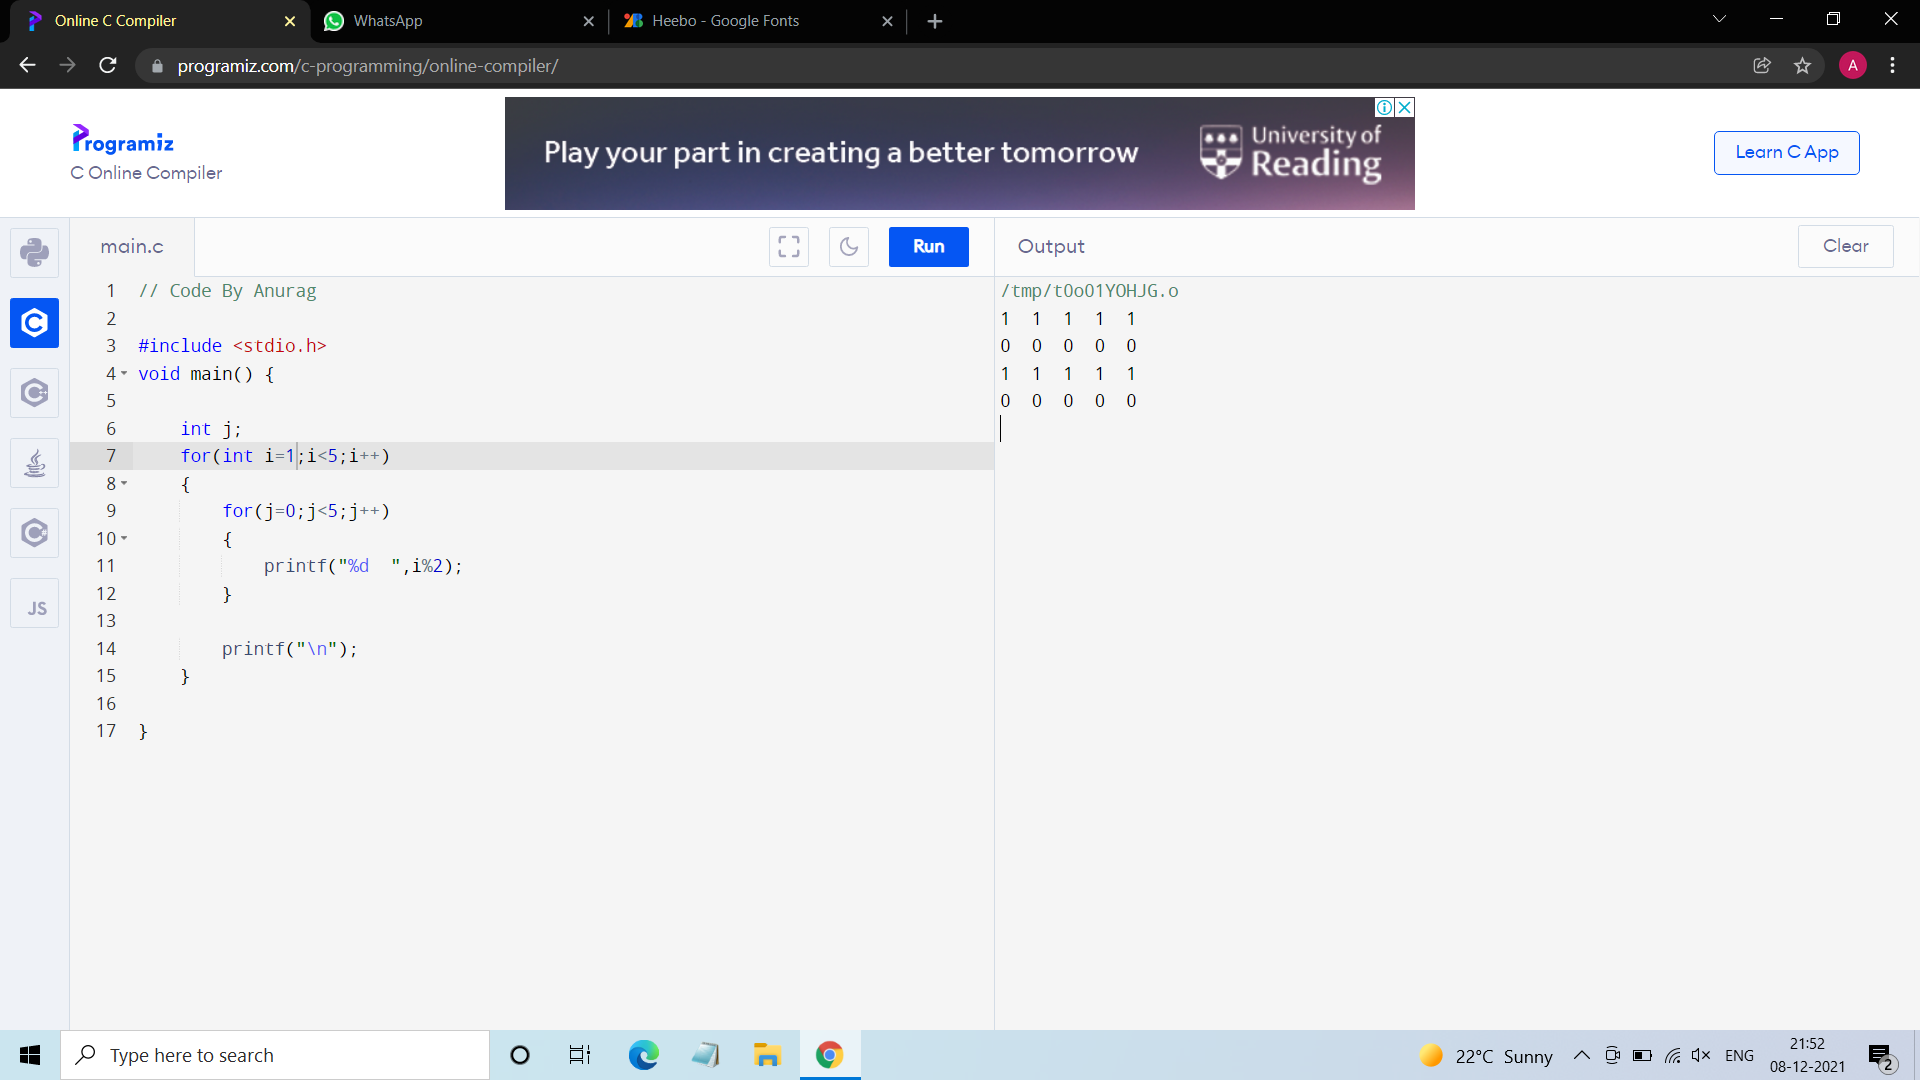 Online C Compiler
WhatsApp
Heebo - Google Fonts
programiz.com/c-programming/online-compiler/
A
Programiz
C Online Compiler
Play your part in creating a better tomorrow
University of
Reading
Learn C App
main.c
Run
Output
Clear
1 // Code By Anurag
2
3 #include <stdio.h>
4 void main() {
5
6     int j;
7     for(int i=1;i<5;i++)
8     {
9         for(j=0;j<5;j++)
10         {
11             printf("%d  ",i%2);
12         }
13
14         printf("\n");
15     }
16
17 }
/tmp/tOo01YOHJG.o
1  1  1  1  1
0  0  0  0  0
1  1  1  1  1
0  0  0  0  0
JS
Type here to search
22°C Sunny
ENG
21:52
08-12-2021
2